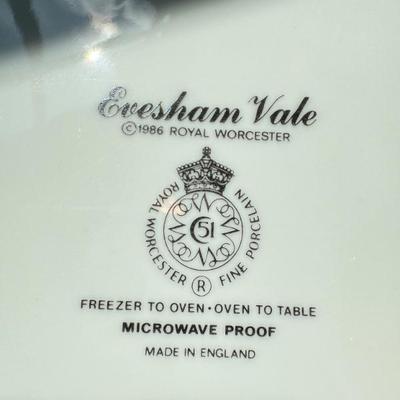 Evesham Vale
©1986 ROYAL WORCESTER
ROYAL WORCESTER ® FINE PORCELAIN
51
FREEZER TO OVEN · OVEN TO TABLE
MICROWAVE PROOF
MADE IN ENGLAND